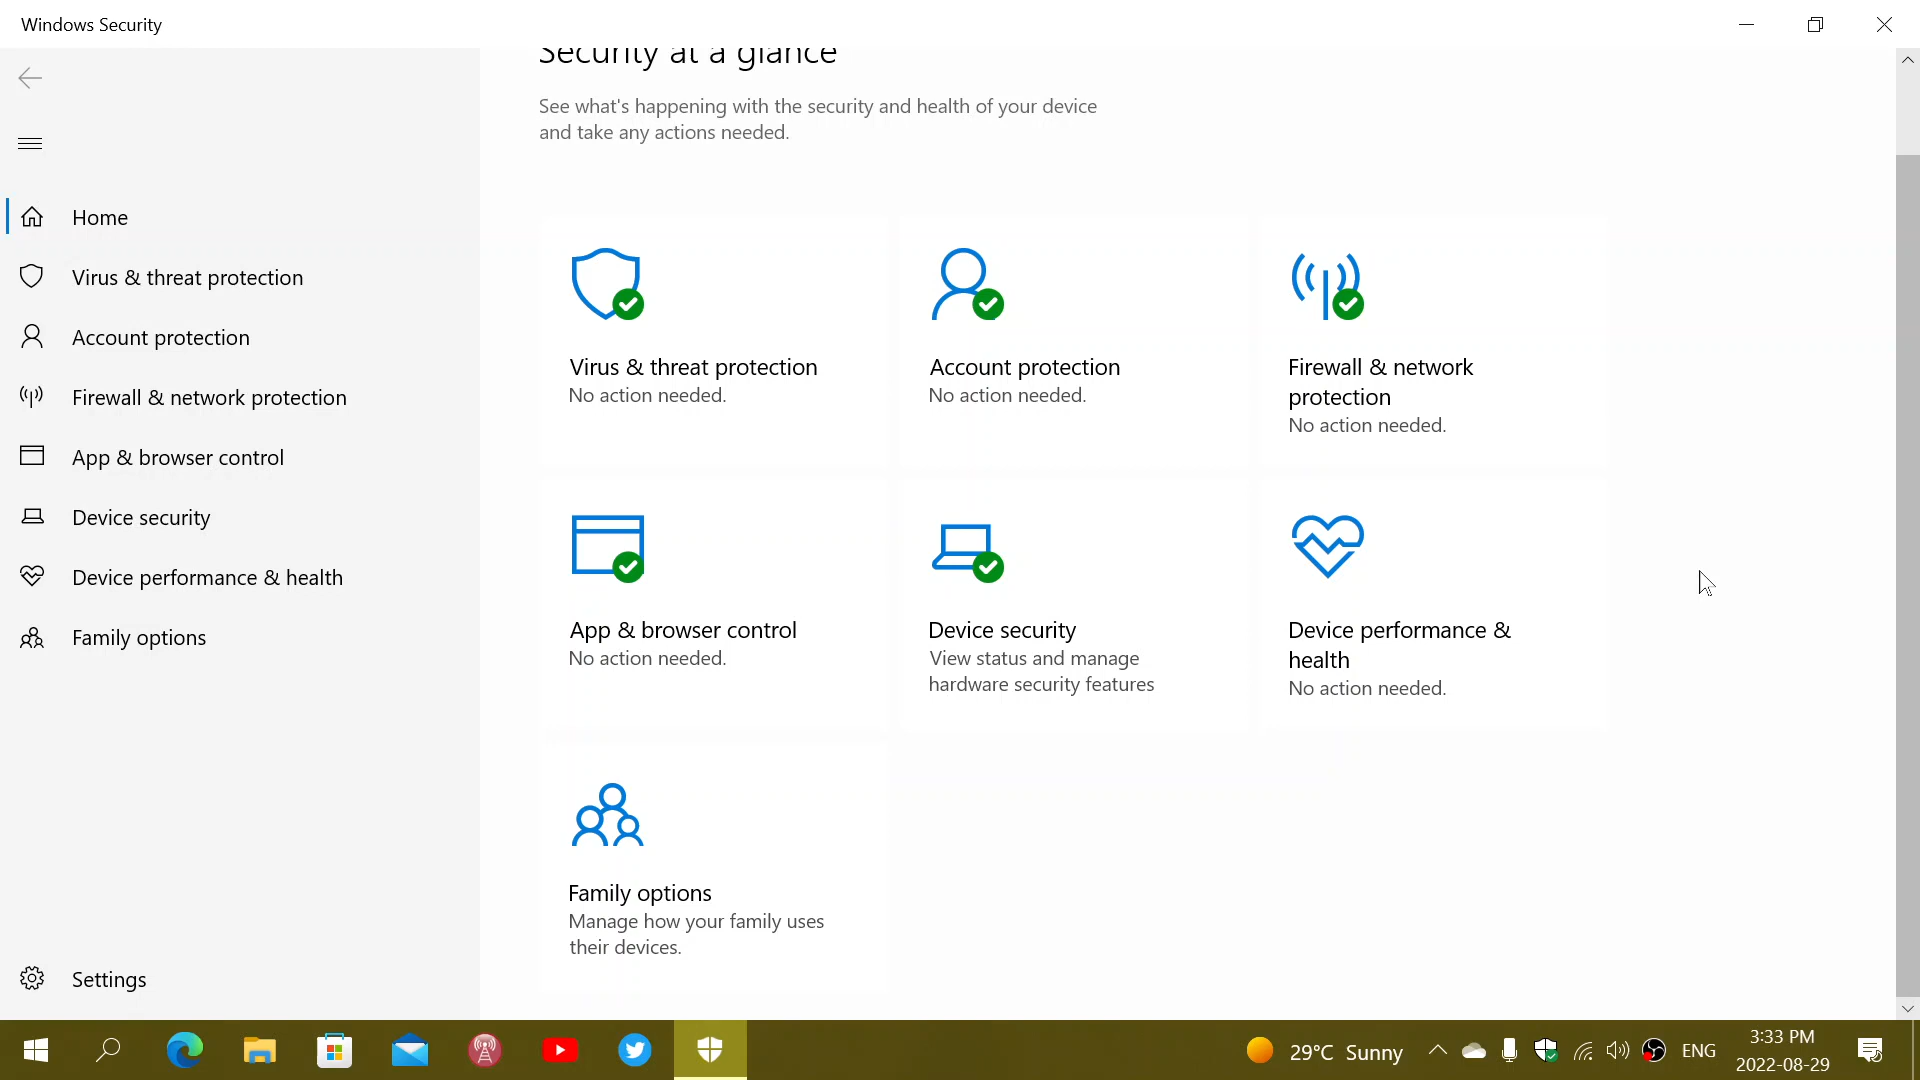 Windows Security
Security at a glance
See what's happening with the security and health of your device
and take any actions needed.
Home
Virus & threat protection
Account protection
Firewall & network protection
App & browser control
Device security
Device performance & health
Family options
Settings
Virus & threat protection
No action needed.
Account protection
No action needed.
Firewall & network
protection
No action needed.
App & browser control
No action needed.
Device security
View status and manage
hardware security features
Device performance &
health
No action needed.
Family options
Manage how your family uses
their devices.
29°C Sunny
ENG
3:33 PM
2022-08-29